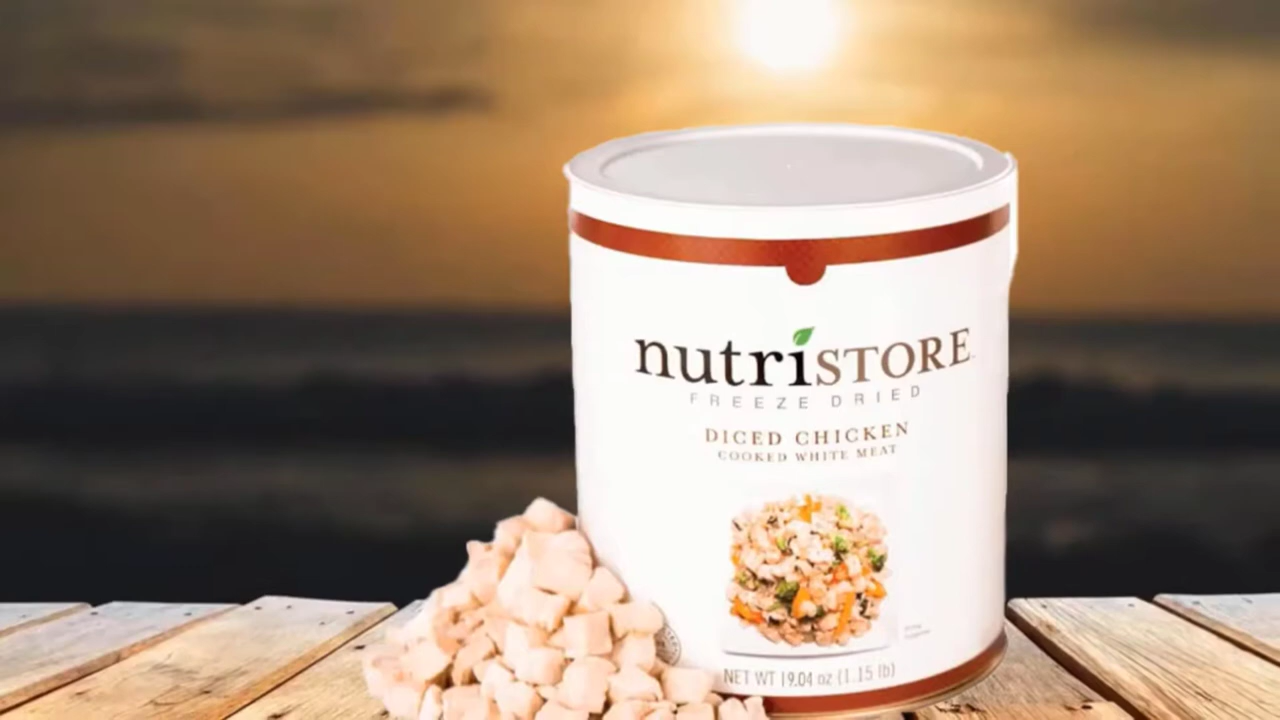 nutriSTORE
FREEZE DRIED
DICED CHICKEN
COOKED WHITE MEAT
NET WT 19.04 oz (1.15 lb)